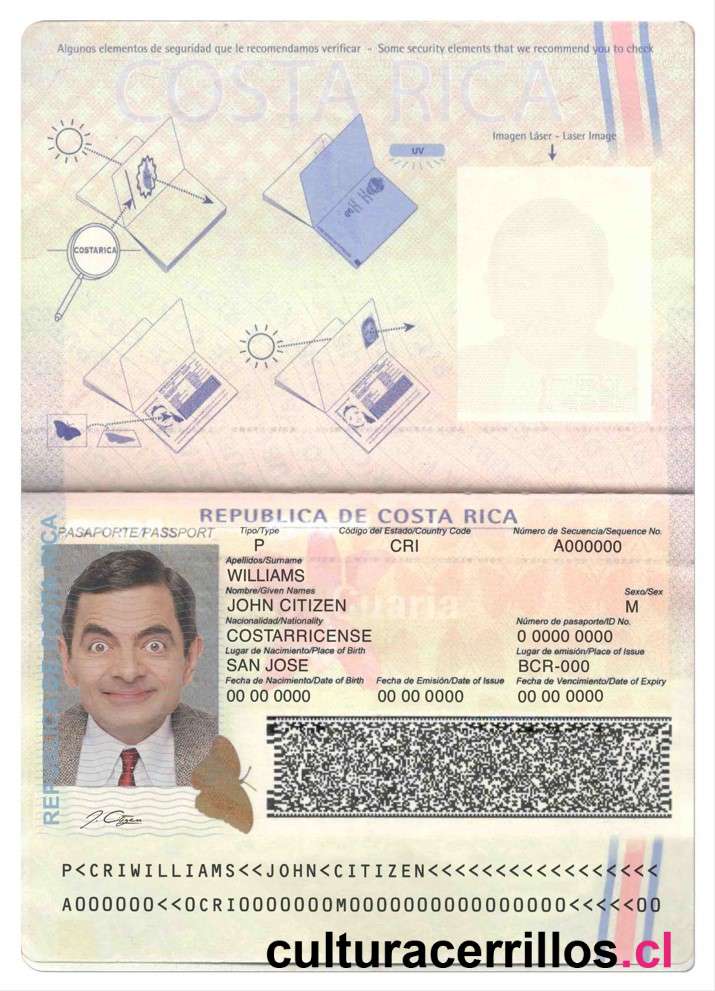 Algunos elementos de seguridad que le recomendamos verificar - Some security elements that we recommend you to check
COSTA RICA
Imagen Láser - Laser Image
UV
COSTARICA
REPUBLICA DE COSTA RICA
PASAPORTE/PASSPORT
Tipo/Type Código del Estado/Country Code Número de Secuencia/Sequence No.
P CRI A000000
Apellidos/Surname
WILLIAMS
Nombre/Given Names Sexo/Sex
JOHN CITIZEN M
Nacionalidad/Nationality Número de pasaporte/ID No.
COSTARRICENSE 0 0000 0000
Lugar de Nacimiento/Place of Birth Lugar de emisión/Place of Issue
SAN JOSE BCR-000
Fecha de Nacimiento/Date of Birth Fecha de Emisión/Date of Issue Fecha de Vencimiento/Date of Expiry
00 00 0000 00 00 0000 00 00 0000
J. Citizen
P<CRIWILLIAMS<<JOHN<CITIZEN<<<<<<<<<<<<<<<<<
A000000<<0CRI0000000M000000000000000<<<<<00
culturacerrillos.cl